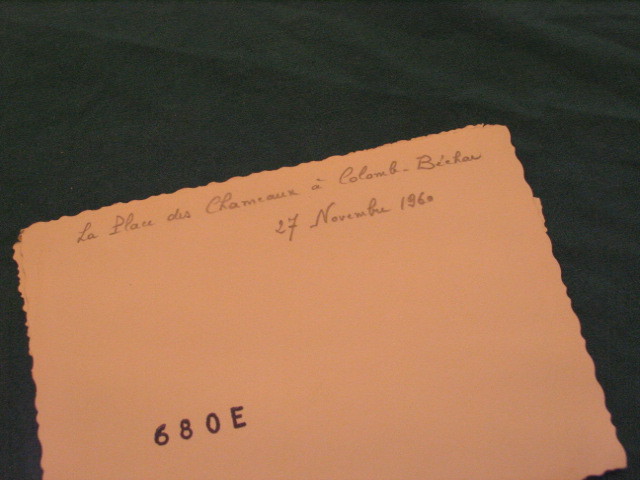 La Place des Chameaux à Colomb-Béchar
27 Novembre 1960
680E